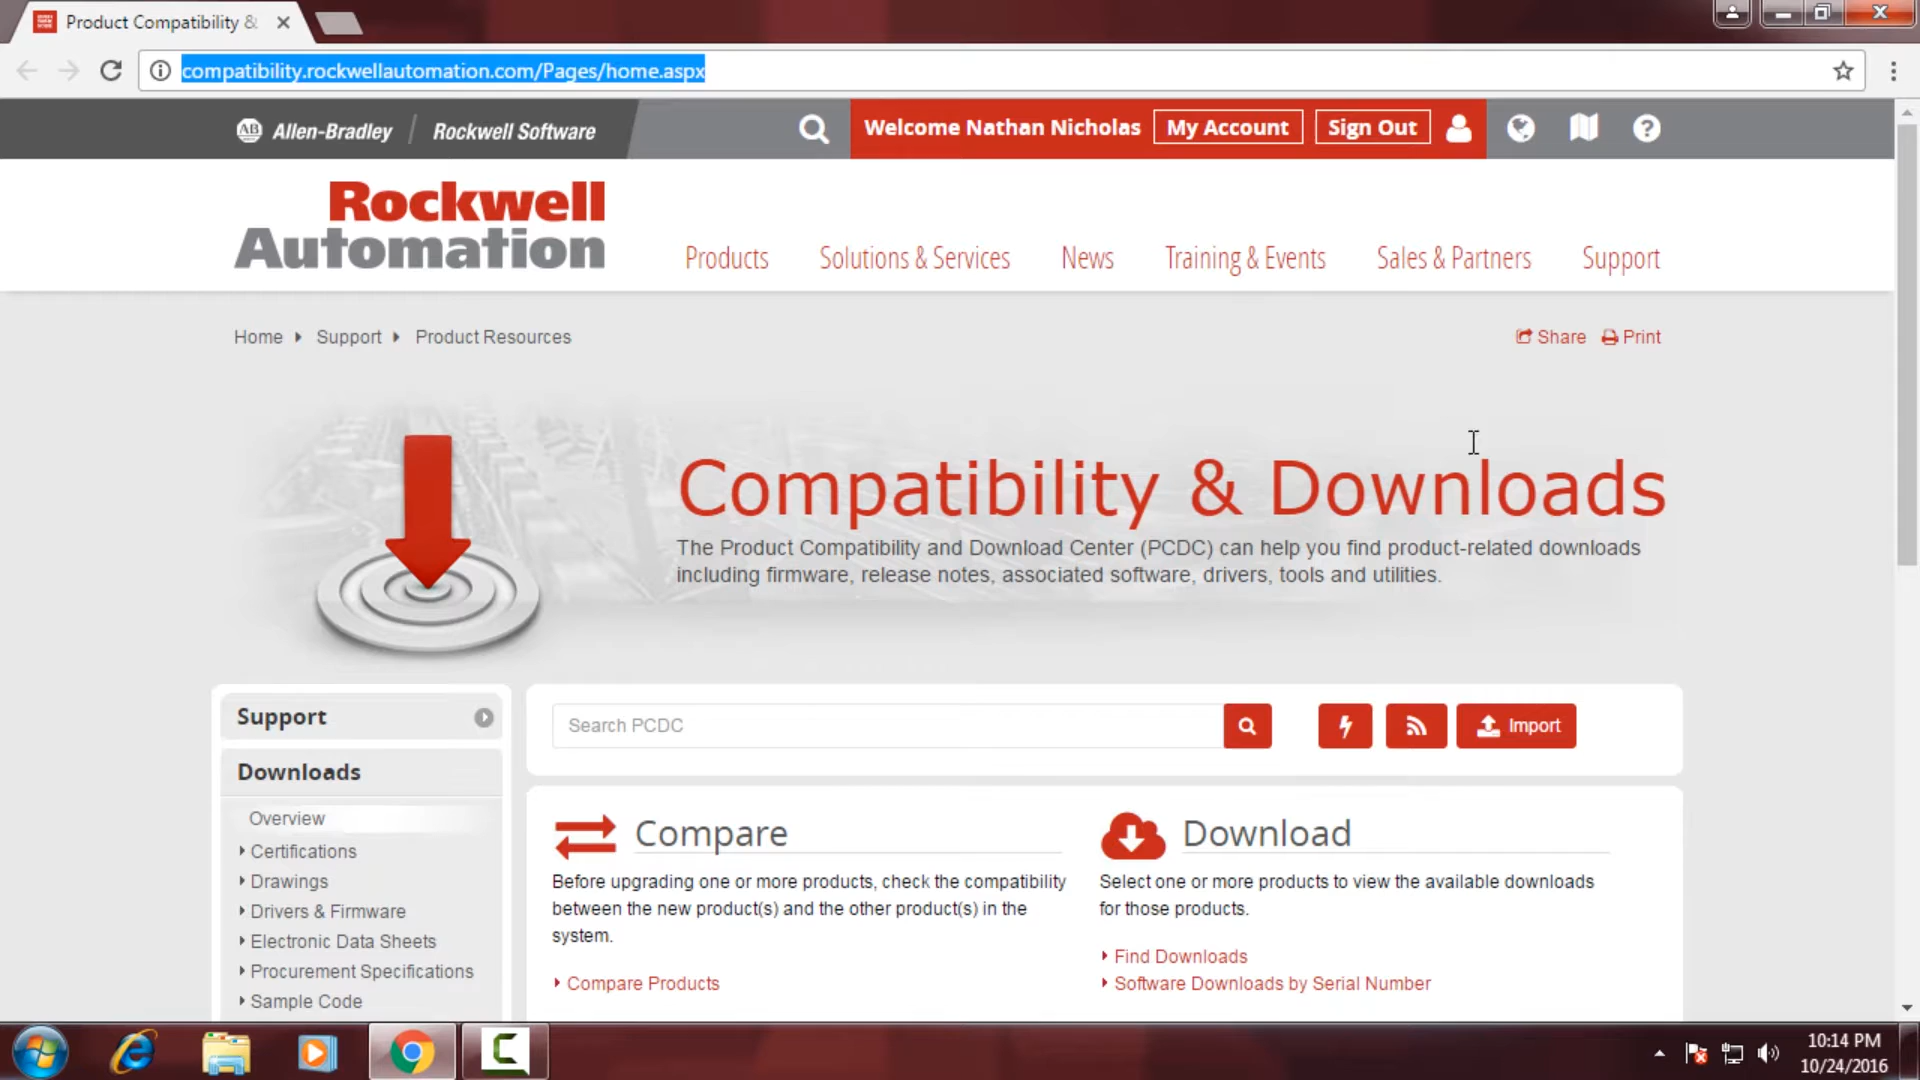 Product Compatibility &
compatibility.rockwellautomation.com/Pages/home.aspx
AB Allen-Bradley
Rockwell Software
Welcome Nathan Nicholas
My Account
Sign Out
Rockwell
Automation
Products
Solutions & Services
News
Training & Events
Sales & Partners
Support
Home
Support
Product Resources
Share
Print
Compatibility & Downloads
The Product Compatibility and Download Center (PCDC) can help you find product-related downloads
including firmware, release notes, associated software, drivers, tools and utilities.
Support
Downloads
Overview
Certifications
Drawings
Drivers & Firmware
Electronic Data Sheets
Procurement Specifications
Sample Code
Search PCDC
Import
Compare
Before upgrading one or more products, check the compatibility
between the new product(s) and the other product(s) in the
system.
Compare Products
Download
Select one or more products to view the available downloads
for those products.
Find Downloads
Software Downloads by Serial Number
10:14 PM
10/24/2016